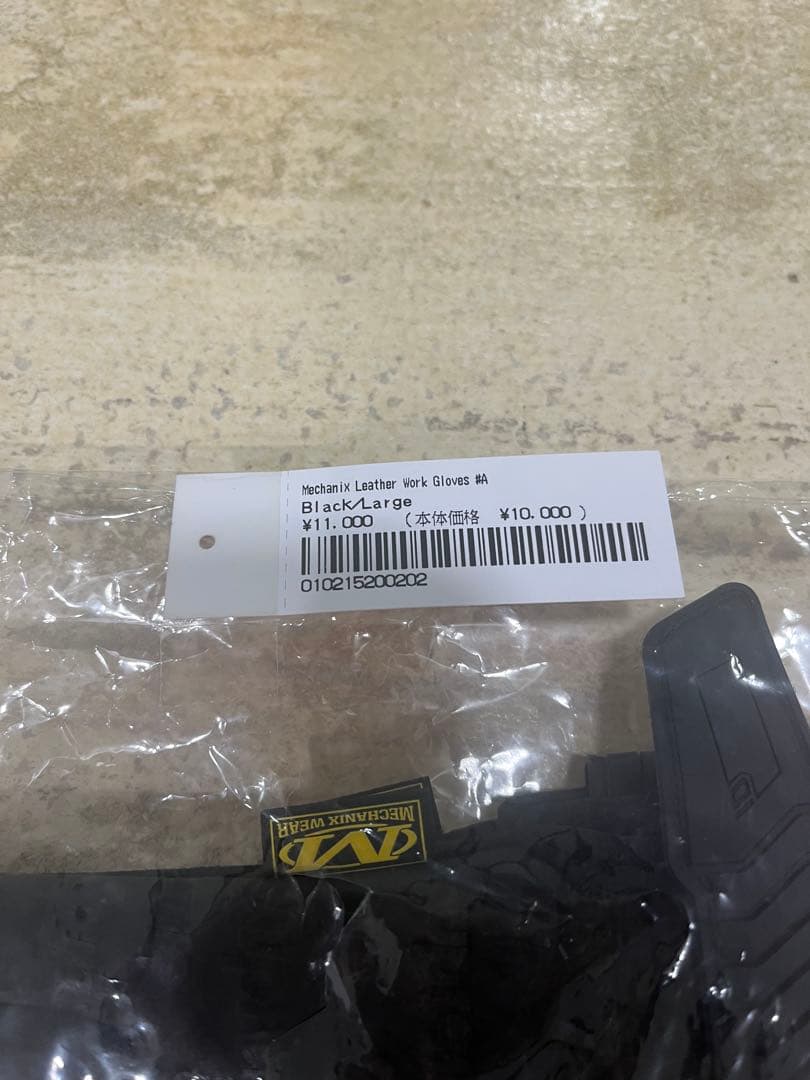 Mechanix Leather Work Gloves #A
Black/Large
¥11.000 (本体価格 ¥10.000)
010215200202
MECHANIX WEAR